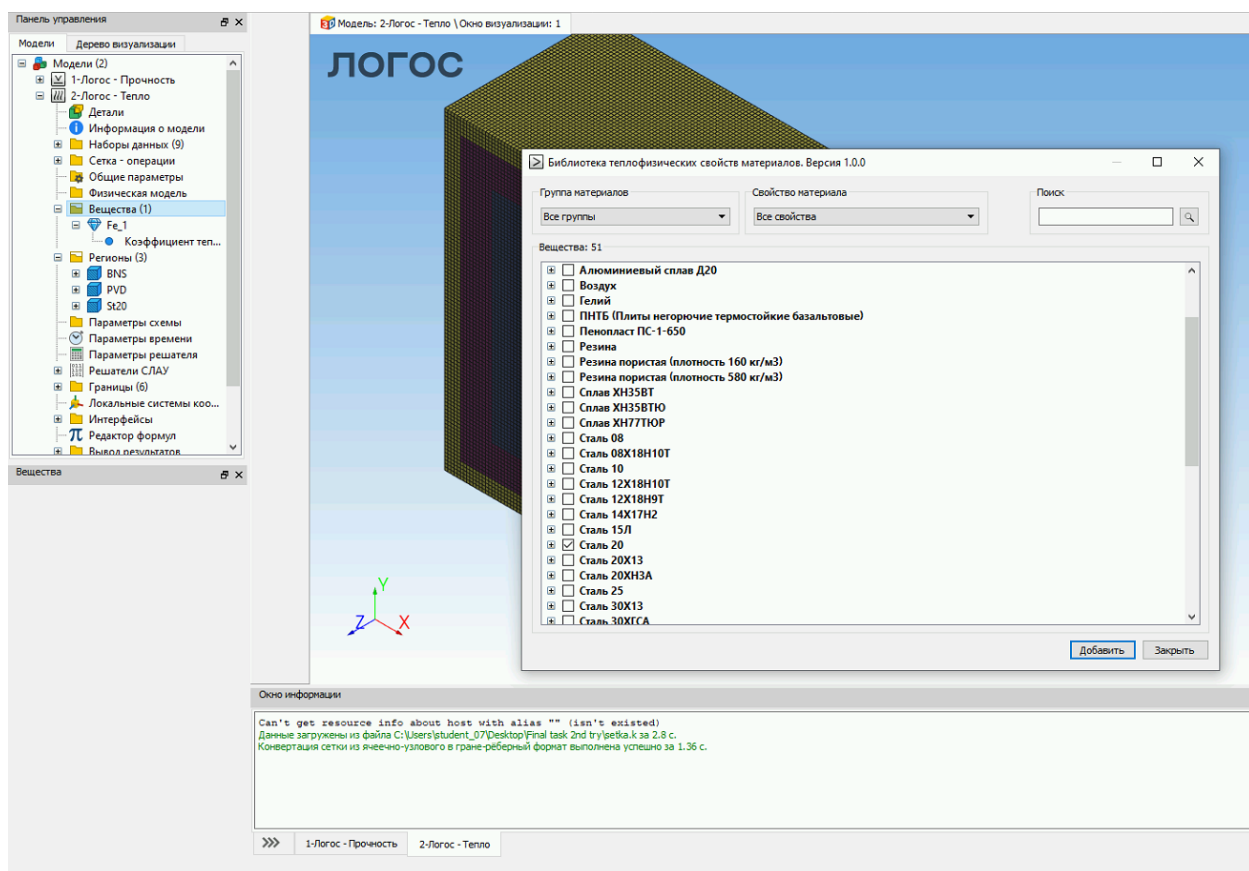 Панель управления
Модели
Дерево визуализации
Модели (2)
1-Логос - Прочность
2-Логос - Тепло
Детали
Информация о модели
Наборы данных (9)
Сетка - операции
Общие параметры
Физическая модель
Вещества (1)
Fe_1
Коэффициент теп...
Регионы (3)
BNS
PVD
St20
Параметры схемы
Параметры времени
Параметры решателя
Решатели СЛАУ
Границы (6)
Локальные системы коо...
Интерфейсы
Редактор формул
Вывод результатов
Вещества
Модель: 2-Логос - Тепло \ Окно визуализации: 1
ЛОГОС
Y
Z
X
Библиотека теплофизических свойств материалов. Версия 1.0.0
Группа материалов
Свойство материала
Поиск
Все группы
Все свойства
Вещества: 51
Алюминиевый сплав Д20
Воздух
Гелий
ПНТБ (Плиты негорючие термостойкие базальтовые)
Пенопласт ПС-1-650
Резина
Резина пористая (плотность 160 кг/м3)
Резина пористая (плотность 580 кг/м3)
Сплав ХН35ВТ
Сплав ХН35ВТЮ
Сплав ХН77ТЮР
Сталь 08
Сталь 08Х18Н10Т
Сталь 10
Сталь 12Х18Н10Т
Сталь 12Х18Н9Т
Сталь 14Х17Н2
Сталь 15Л
Сталь 20
Сталь 20Х13
Сталь 20ХН3А
Сталь 25
Сталь 30Х13
Сталь 30ХГСА
Добавить
Закрыть
Окно информации
Can't get resource info about host with alias "" (isn't existed)
Данные загружены из файла C:\Users\student_07\Desktop\Final task 2nd try\setka.k за 2.8 с.
Конвертация сетки из ячеечно-узлового в гране-рёберный формат выполнена успешно за 1.36 с.
1-Логос - Прочность
2-Логос - Тепло